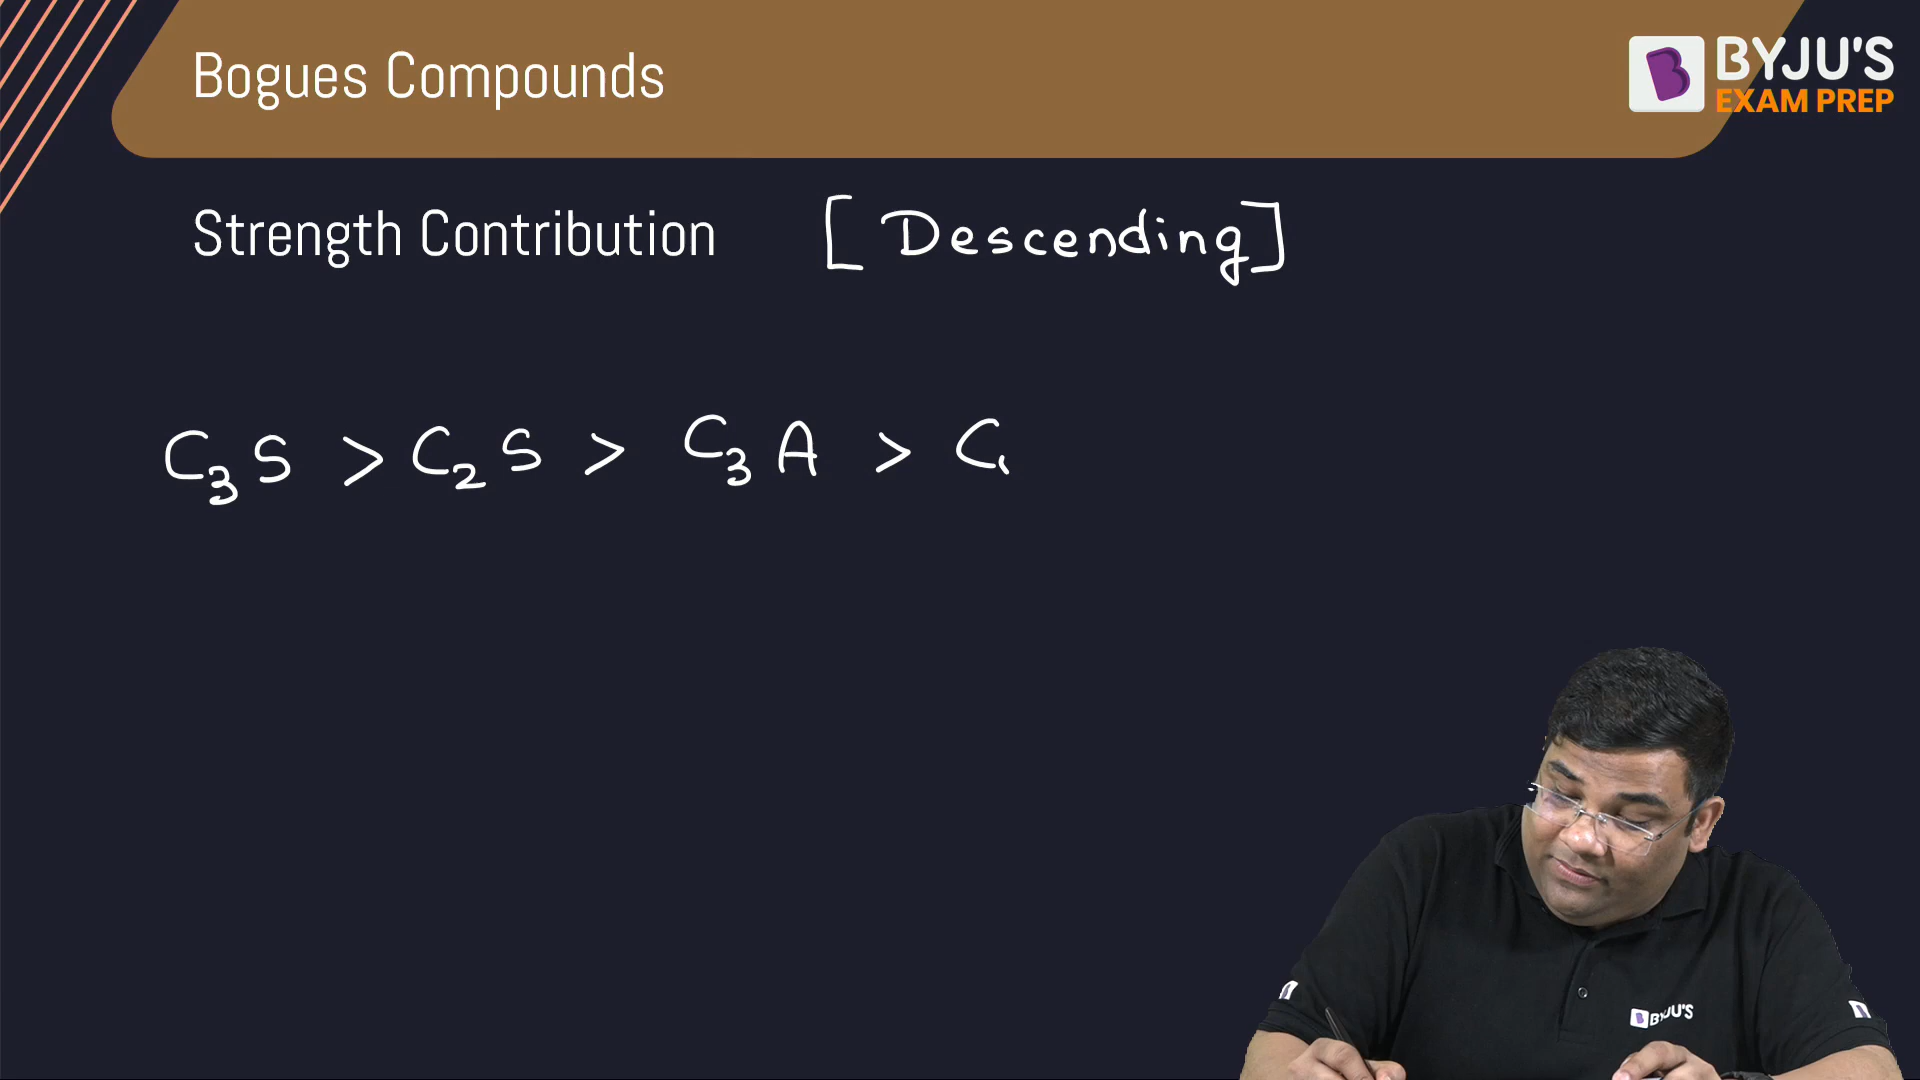 Bogues Compounds
BYJU'S
EXAM PREP
Strength Contribution [Descending]
C₃S > C₂S > C₃A > C
BYJU'S